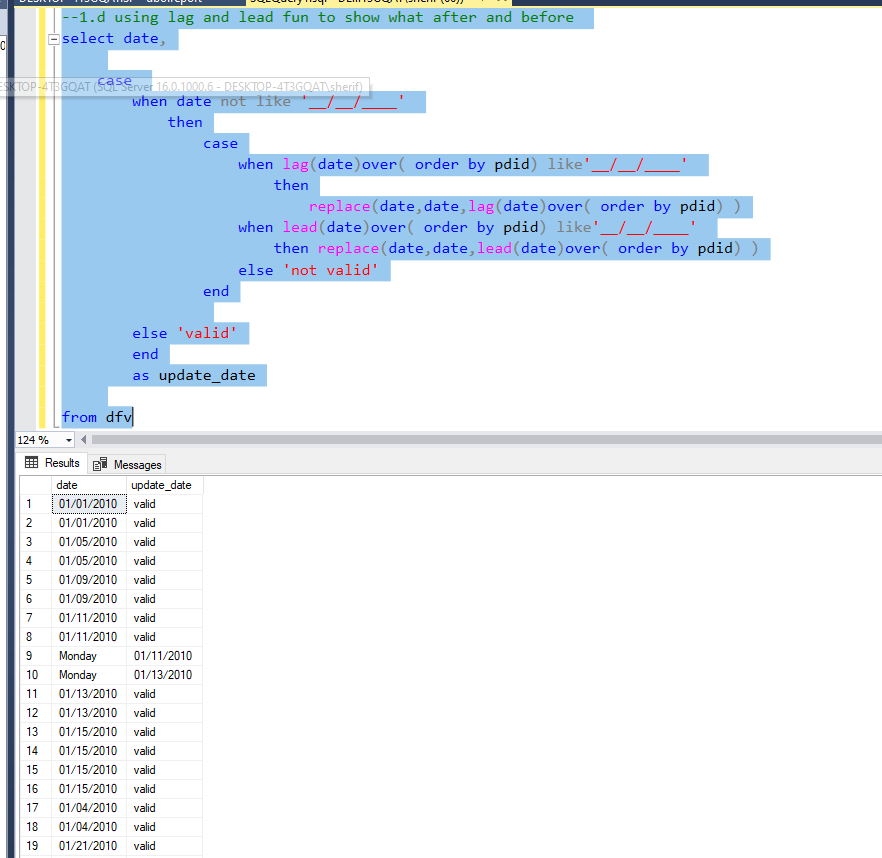 --1.d using lag and lead fun to show what after and before
select date,
case
ESKTOP-4T3GQAT (SQL Server 16.0.1000.6 - DESKTOP-4T3GQAT\sherif)
when date not like '__/__/____'
then
case
when lag(date)over( order by pdid) like'__/__/____'
then
replace(date,date,lag(date)over( order by pdid) )
when lead(date)over( order by pdid) like'__/__/____'
then replace(date,date,lead(date)over( order by pdid) )
else 'not valid'
end
else 'valid'
end
as update_date
from dfv
124 %
Results Messages
date update_date
1 01/01/2010 valid
2 01/01/2010 valid
3 01/05/2010 valid
4 01/05/2010 valid
5 01/09/2010 valid
6 01/09/2010 valid
7 01/11/2010 valid
8 01/11/2010 valid
9 Monday 01/11/2010
10 Monday 01/13/2010
11 01/13/2010 valid
12 01/13/2010 valid
13 01/15/2010 valid
14 01/15/2010 valid
15 01/15/2010 valid
16 01/15/2010 valid
17 01/04/2010 valid
18 01/04/2010 valid
19 01/21/2010 valid